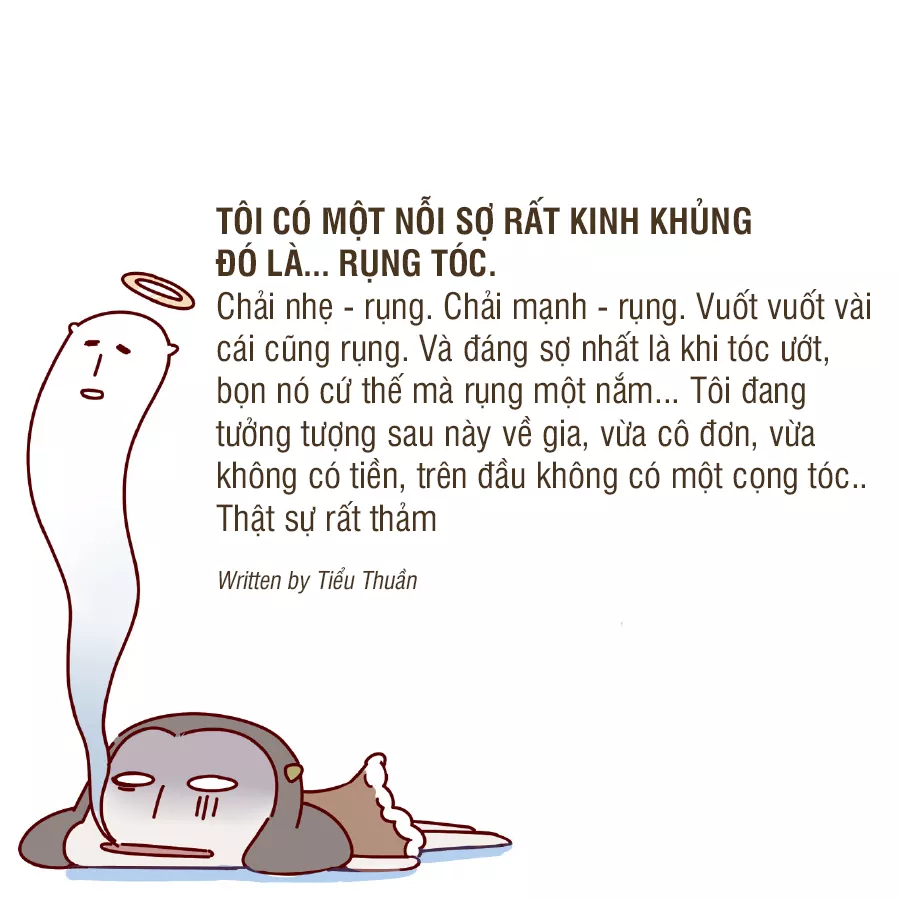 TÔI CÓ MỘT NỖI SỢ RẤT KINH KHỦNG
ĐÓ LÀ... RỤNG TÓC.
Chải nhẹ - rụng. Chải mạnh - rụng. Vuốt vuốt vài
cái cũng rụng. Và đáng sợ nhất là khi tóc ướt,
bọn nó cứ thế mà rụng một nắm... Tôi đang
tưởng tượng sau này về gia, vừa cô đơn, vừa
không có tiền, trên đầu không có một cọng tóc..
Thật sự rất thảm
Written by Tiểu Thuần